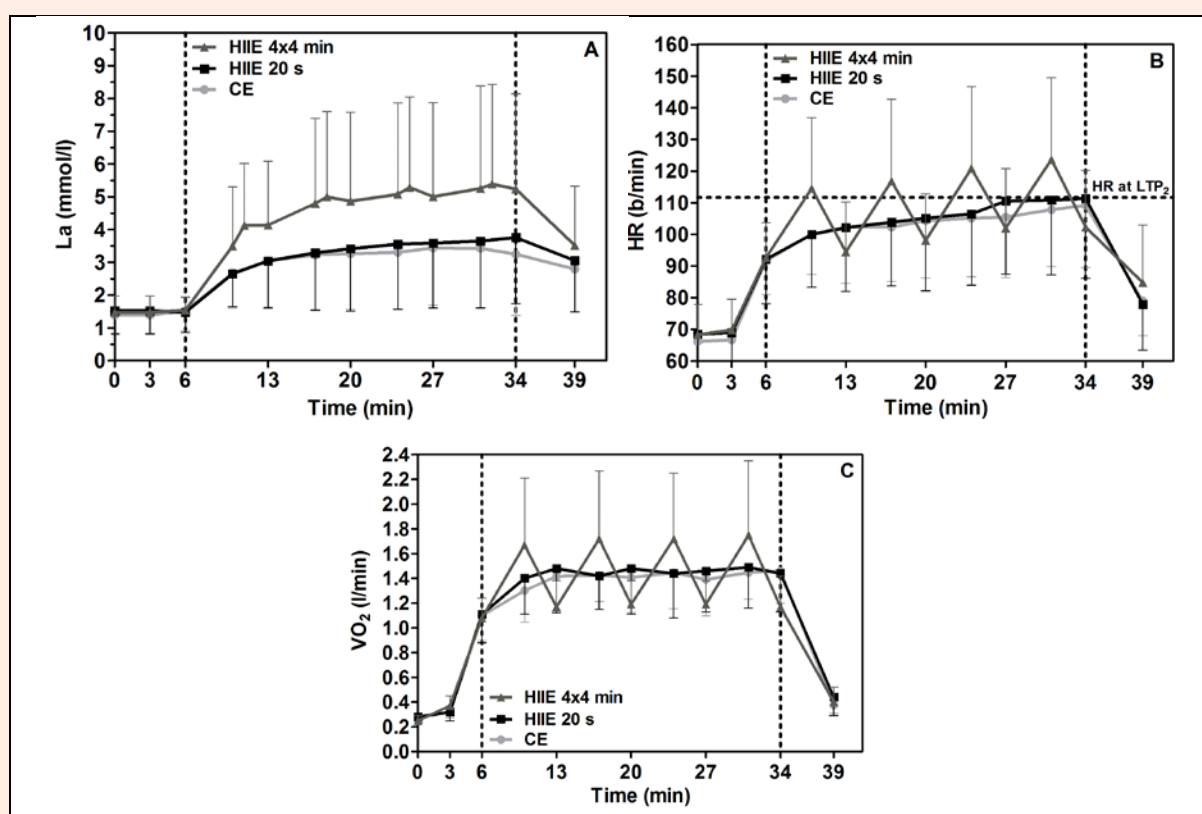 A
La (mmol/l)
10
9
8
7
6
5
4
3
2
1
0
HIIE 4x4 min
HIIE 20 s
CE
0 3 6 13 20 27 34 39
Time (min)
B
HR (b/min)
160
150
140
130
120
110
100
90
80
70
60
HIIE 4x4 min
HIIE 20 s
CE
HR at LTP2
0 3 6 13 20 27 34 39
Time (min)
C
VO2 (l/min)
2.4
2.2
2.0
1.8
1.6
1.4
1.2
1.0
0.8
0.6
0.4
0.2
0.0
HIIE 4x4 min
HIIE 20 s
CE
0 3 6 13 20 27 34 39
Time (min)